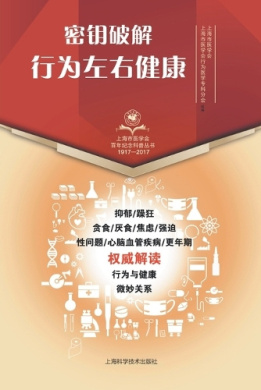 密钥破解
行为左右健康
上海市医学会
上海市医学会行为医学专科分会
上海市医学会
百年纪念科普丛书
1917—2017
抑郁/躁狂
贪食/厌食/焦虑/强迫
性问题/心脑血管疾病/更年期
权威解读
行为与健康
微妙关系
上海科学技术出版社